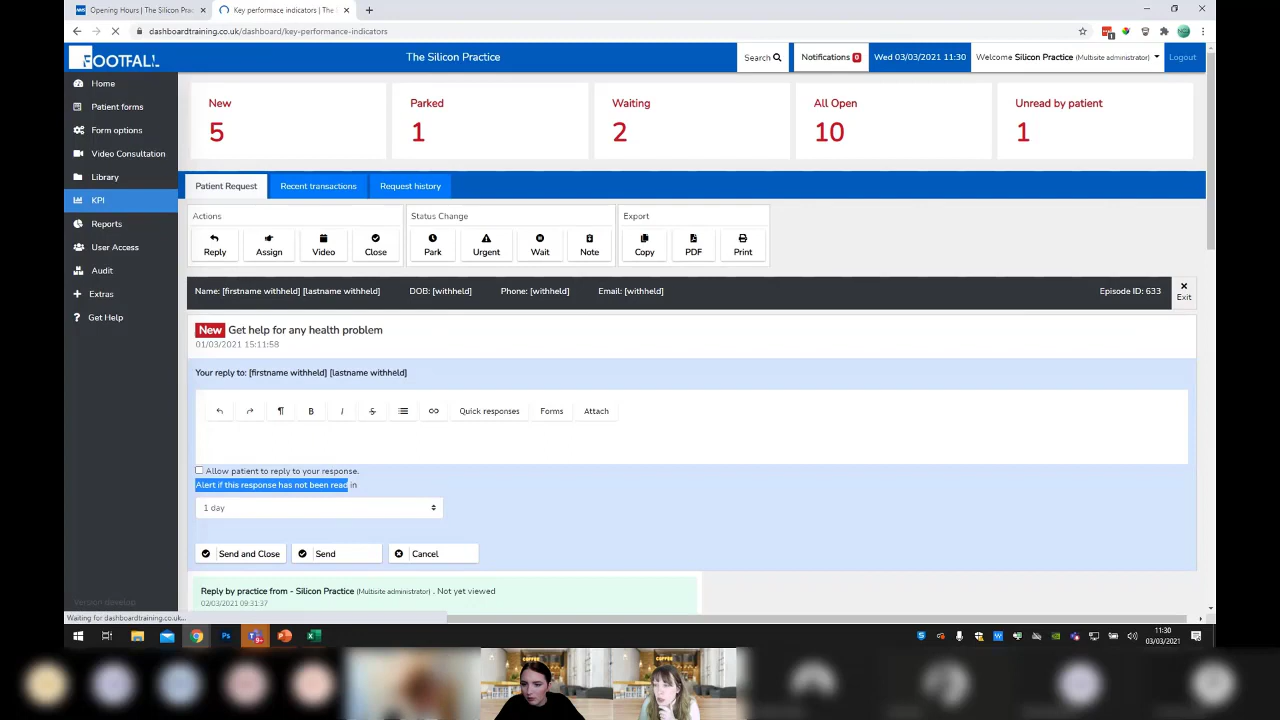 Opening Hours | The Silicon Prac
Key performace indicators | The
dashboardtraining.co.uk/dashboard/key-performance-indicators
FOOTFALL
The Silicon Practice
Search
Notifications 0
Wed 03/03/2021 11:30
Welcome Silicon Practice (Multisite administrator)
Logout
Home
Patient forms
Form options
Video Consultation
Library
KPI
Reports
User Access
Audit
Extras
Get Help
Version develop
New
5
Parked
1
Waiting
2
All Open
10
Unread by patient
1
Patient Request Recent transactions Request history
Actions
Reply Assign Video Close
Status Change
Park Urgent Wait Note
Export
Copy PDF Print
Name: [firstname withheld] [lastname withheld] DOB: [withheld] Phone: [withheld] Email: [withheld] Episode ID: 633
Exit
New Get help for any health problem
01/03/2021 15:11:58
Your reply to: [firstname withheld] [lastname withheld]
¶ B I S Quick responses Forms Attach
Allow patient to reply to your response.
Alert if this response has not been read in
1 day
Send and Close Send Cancel
Reply by practice from - Silicon Practice (Multisite administrator) . Not yet viewed
02/03/2021 09:31:37
Waiting for dashboardtraining.co.uk...
11:30
03/03/2021
COFFEE
COFFEE